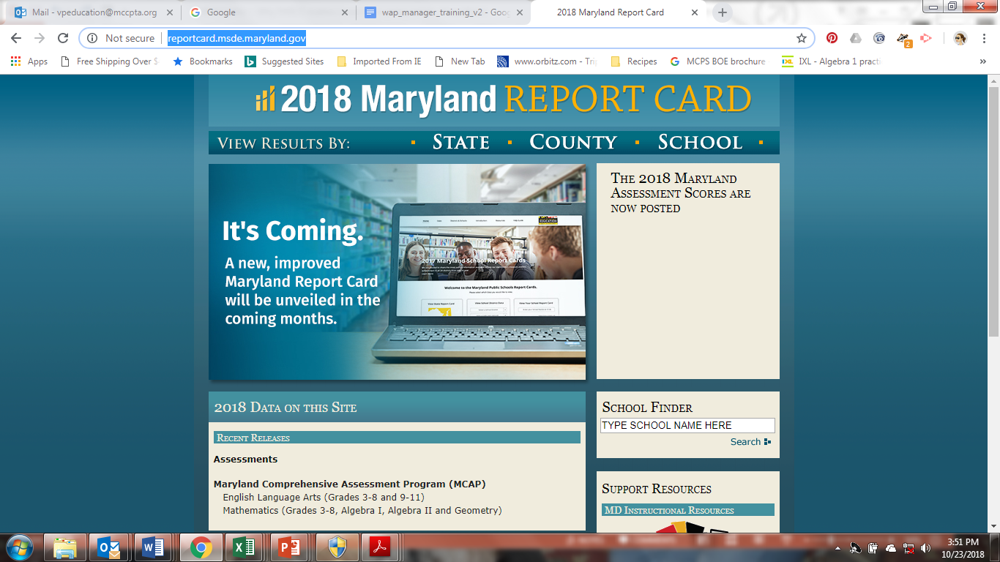 Mail - vpeducation@mccpta.org
Google
wap_manager_training_v2 - Goo
2018 Maryland Report Card
Not secure
reportcard.msde.maryland.gov
2
Apps
Free Shipping Over $
Bookmarks
Suggested Sites
Imported From IE
New Tab
www.orbitz.com - Trip
Recipes
MCPS BOE brochure
IXL - Algebra 1 practi
»
2018 Maryland REPORT CARD
View Results By:
State
County
School
It's Coming.
A new, improved
Maryland Report Card
will be unveiled in the
coming months.
2017 Maryland School Report Cards
Welcome to the Maryland Public Schools Report Cards.
The 2018 Maryland
Assessment Scores are
now posted
2018 Data on this Site
Recent Releases
Assessments
Maryland Comprehensive Assessment Program (MCAP)
English Language Arts (Grades 3-8 and 9-11)
Mathematics (Grades 3-8, Algebra I, Algebra II and Geometry)
School Finder
TYPE SCHOOL NAME HERE
Search
Support Resources
MD Instructional Resources
3:51 PM
10/23/2018